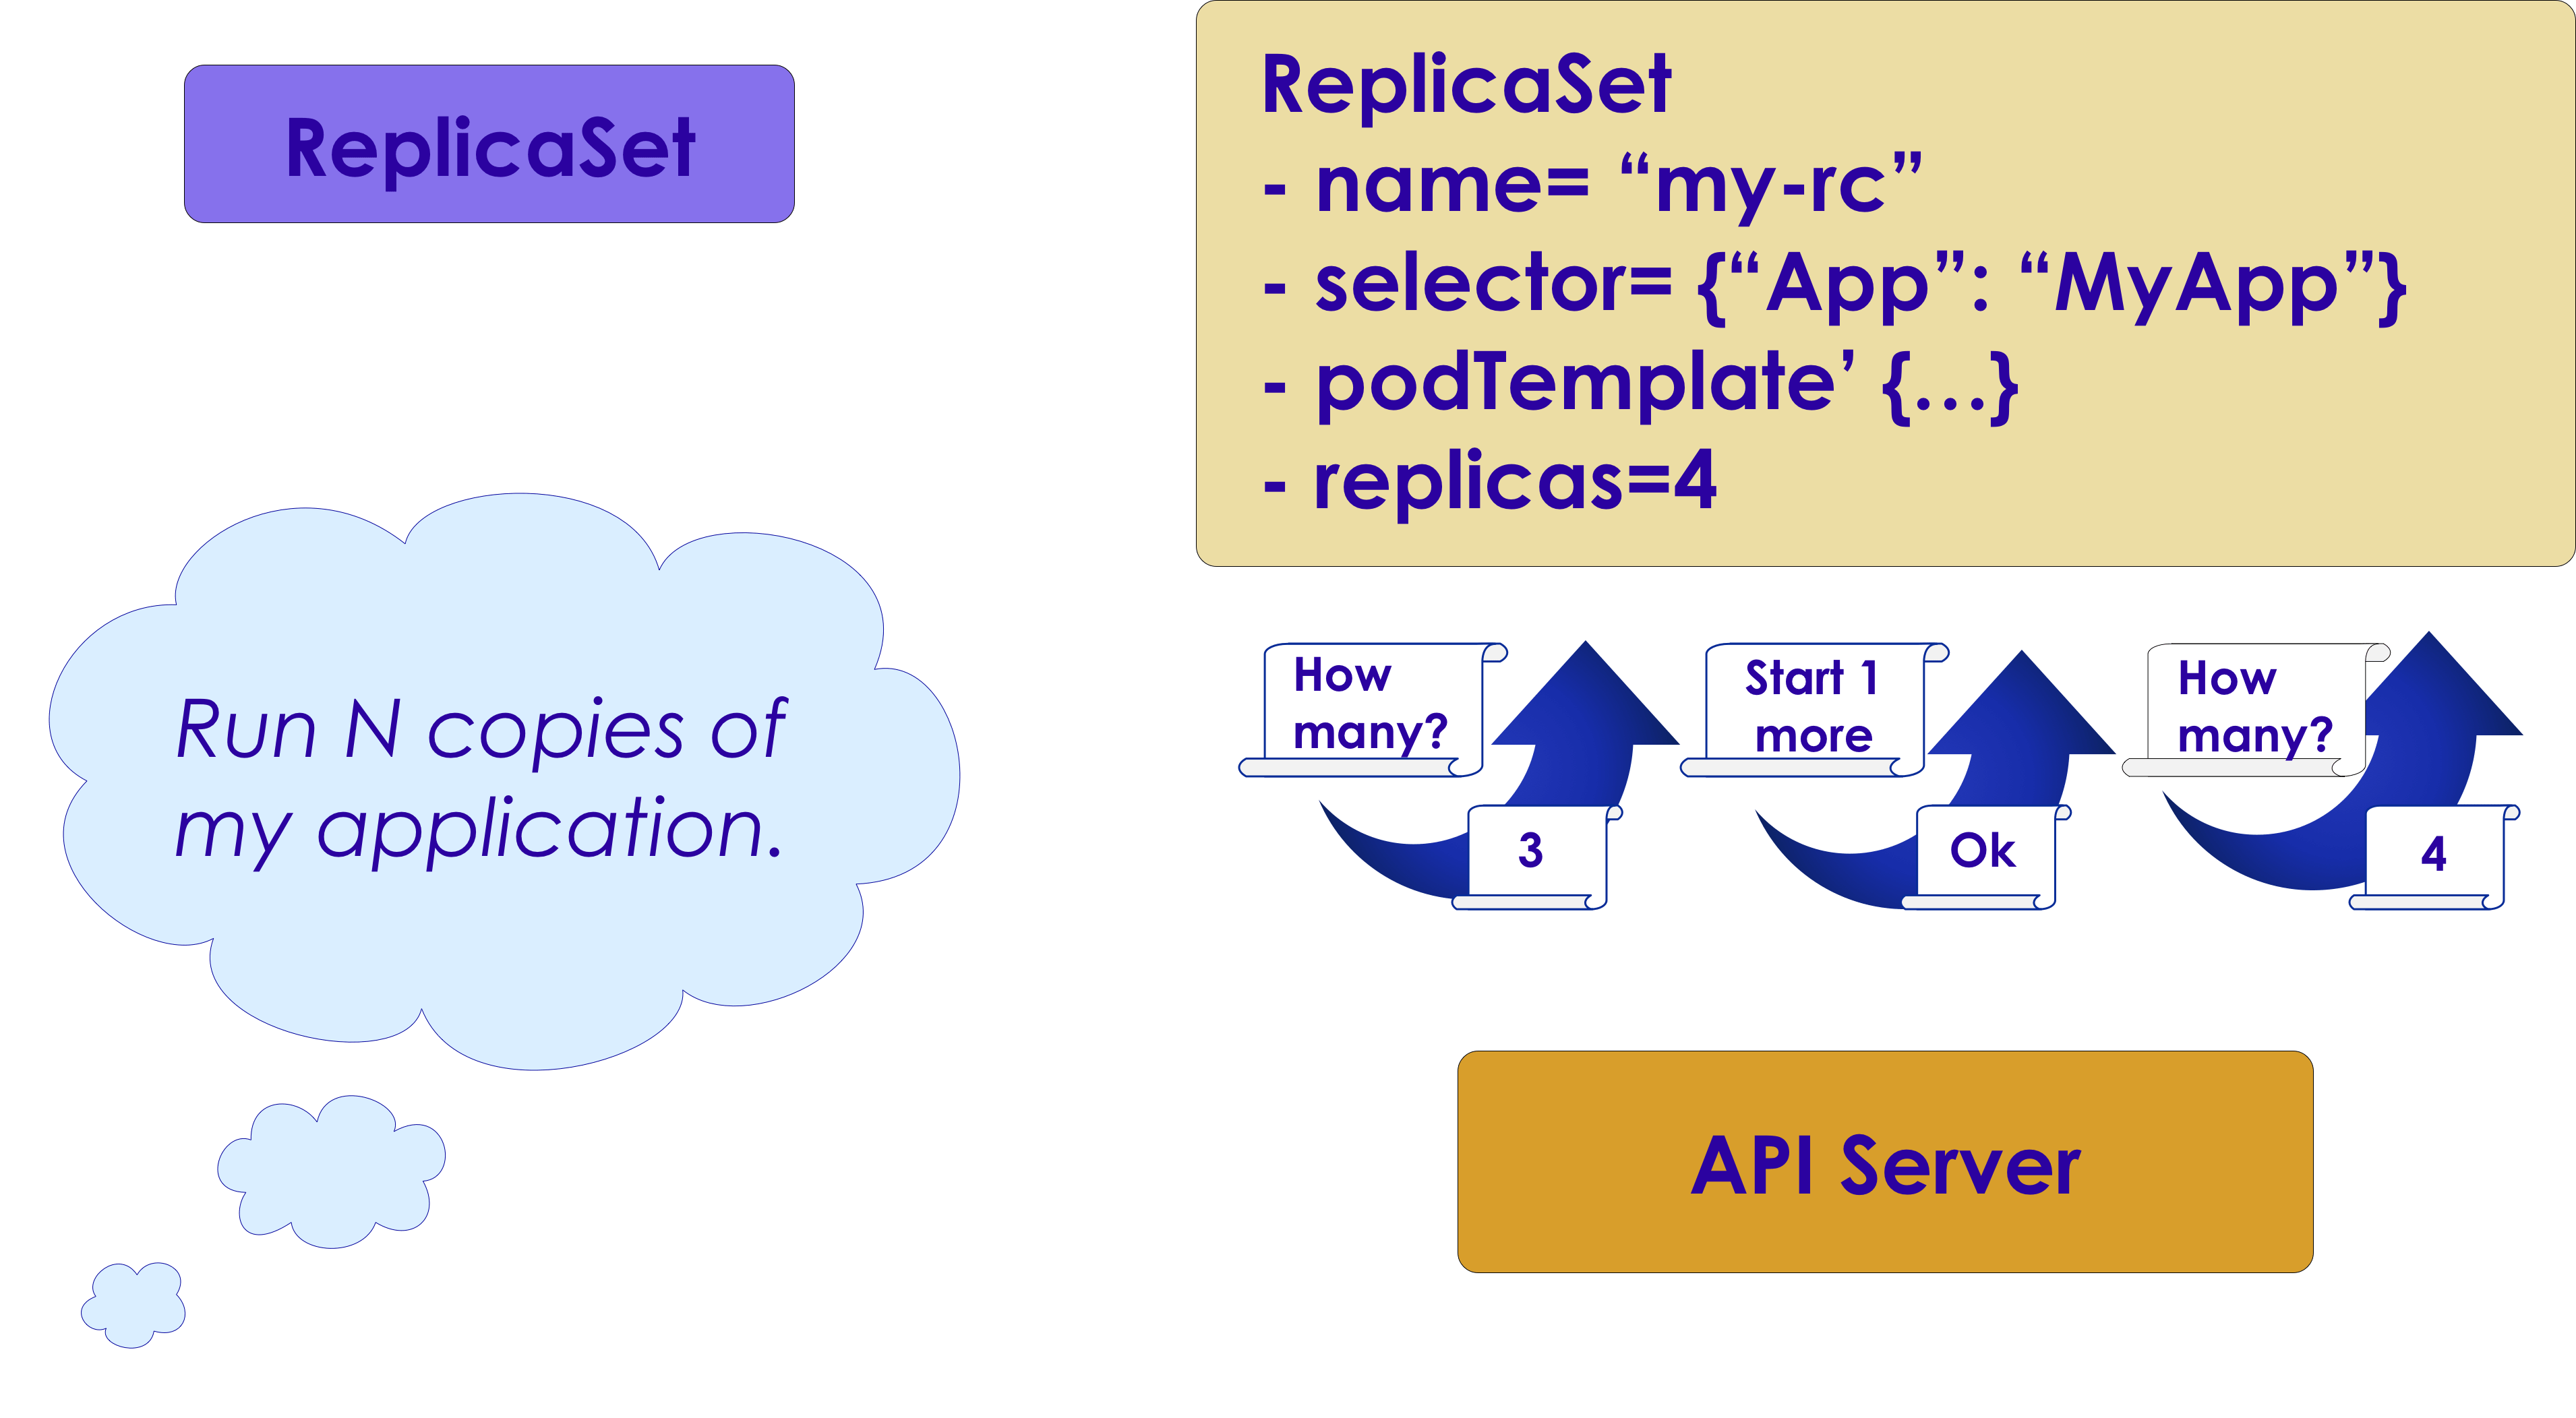 ReplicaSet
Run N copies of
my application.
ReplicaSet
- name= “my-rc”
- selector= {“App”: “MyApp”}
- podTemplate’ {…}
- replicas=4
How
many?
3
Start 1
more
Ok
How
many?
4
API Server